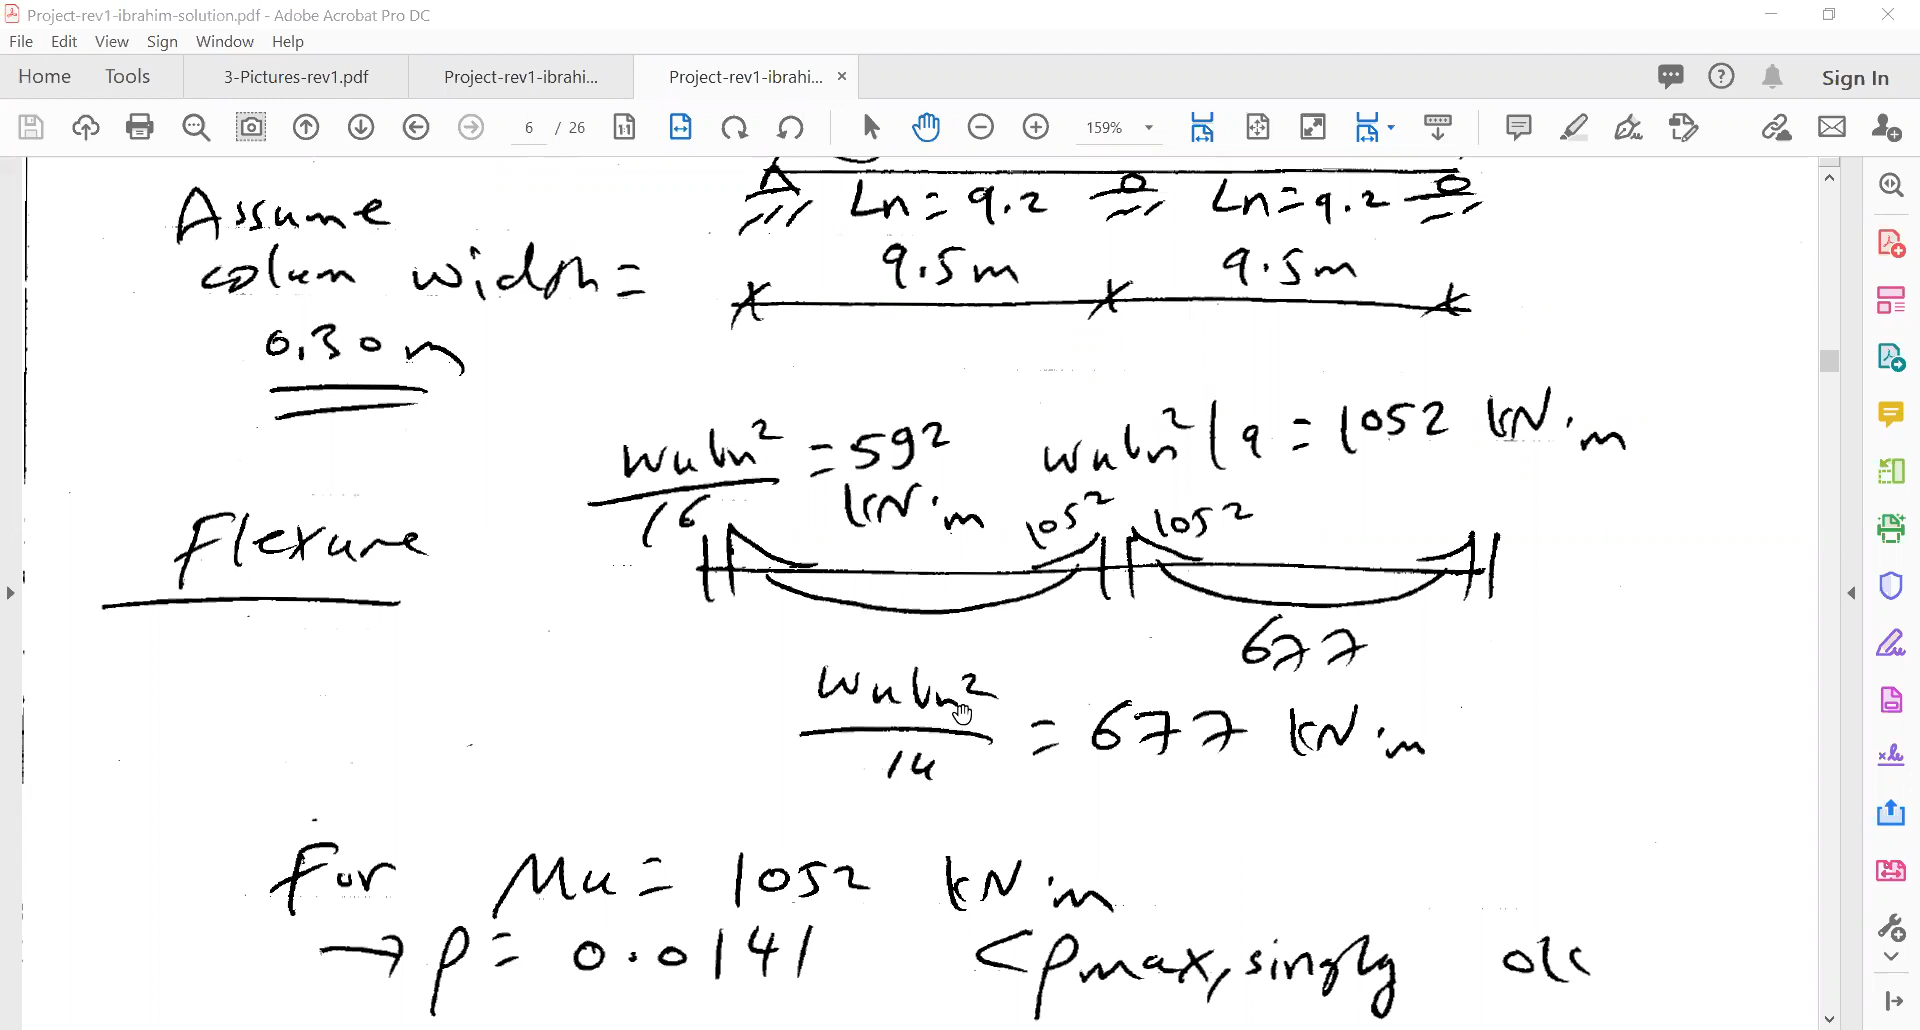 Project-rev1-ibrahim-solution.pdf - Adobe Acrobat Pro DC
File Edit View Sign Window Help
Home Tools 3-Pictures-rev1.pdf Project-rev1-ibrahi... Project-rev1-ibrahi... × Sign In
6 / 26 159%
Ln = 9.2 Ln = 9.2
Assume
colum width =
9.5m 9.5m
0.30 m
wuln² = 592 wuln² / 9 = 1052 kN.m
16 kN.m
1052 1052
Flexure
677
wuln²
= 677 kN.m
14
For Mu = 1052 kN.m
→ ρ = 0.0141 < ρmax, singly ok